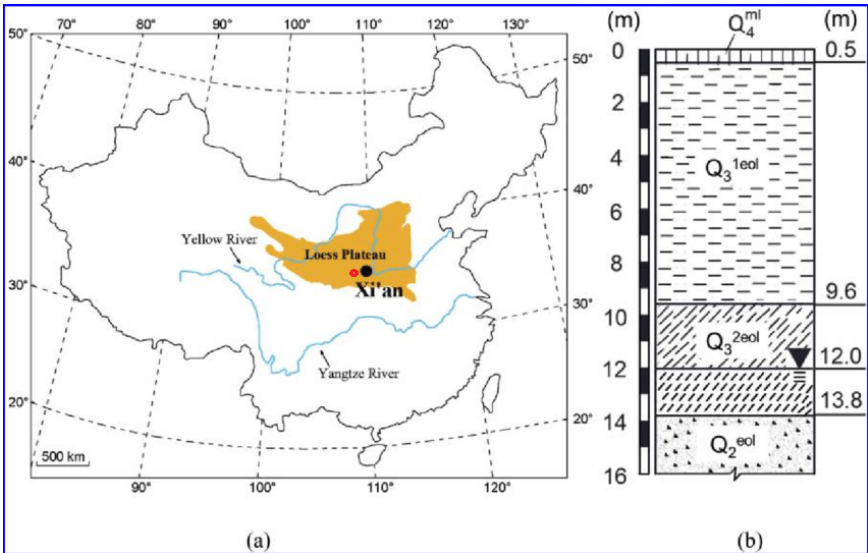 70° 80° 90° 100° 110° 120° 130°
50°
50°
40°
40°
30°
30°
20°
20°
Yellow River
Loess Plateau
Xi'an
Yangtze River
500 km
90° 100° 110° 120°
(a)
(m) Q₄ᵐˡ (m)
0 0.5
2
4
Q₃¹ᵉᵒˡ
6
8
9.6
10
Q₃²ᵉᵒˡ
12 12.0
13.8
14
Q₂ᵉᵒˡ
16
(b)